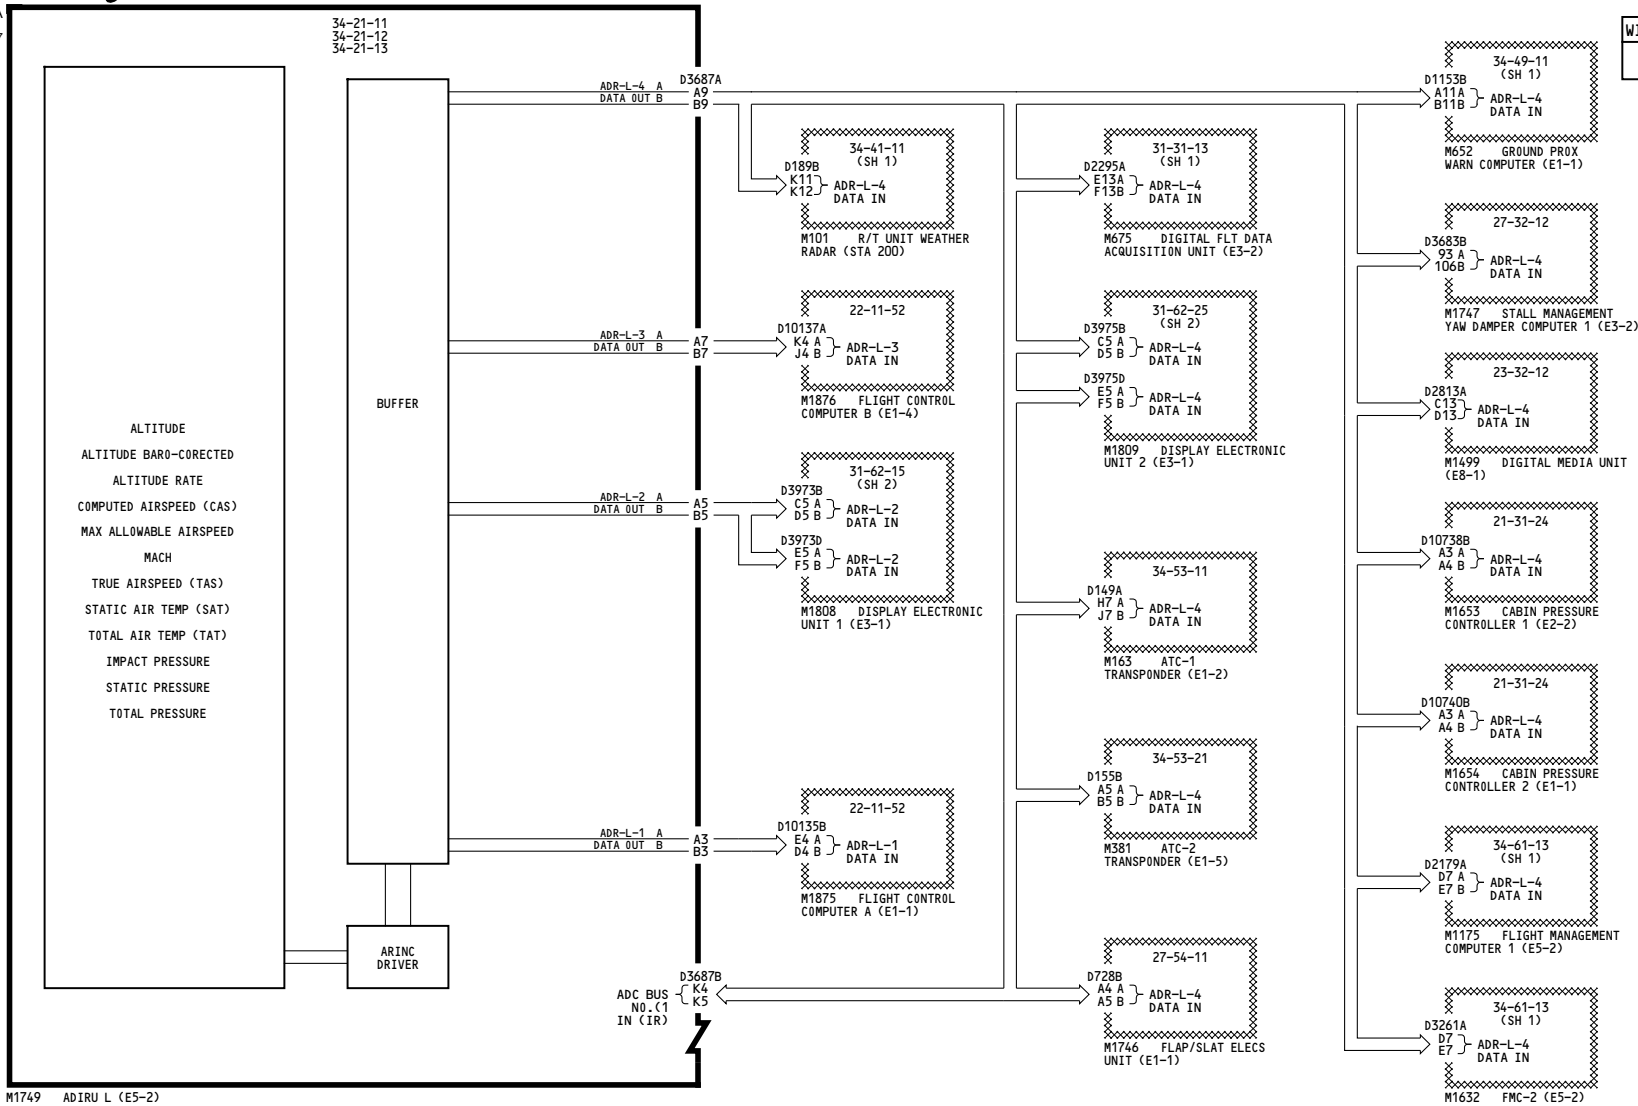 34-21-11
34-21-12
34-21-13
ALTITUDE
ALTITUDE BARO-CORECTED
ALTITUDE RATE
COMPUTED AIRSPEED (CAS)
MAX ALLOWABLE AIRSPEED
MACH
TRUE AIRSPEED (TAS)
STATIC AIR TEMP (SAT)
TOTAL AIR TEMP (TAT)
IMPACT PRESSURE
STATIC PRESSURE
TOTAL PRESSURE
BUFFER
ARINC
DRIVER
M1749 ADIRU L (E5-2)
D3687A
ADR-L-4 A A9
DATA OUT B B9
ADR-L-3 A A7
DATA OUT B B7
ADR-L-2 A A5
DATA OUT B B5
ADR-L-1 A A3
DATA OUT B B3
D3687B
ADC BUS K4
NO.(1 K5
IN (IR)
34-41-11
(SH 1)
D189B
K11
K12
ADR-L-4
DATA IN
M101 R/T UNIT WEATHER
RADAR (STA 200)
22-11-52
D10137A
K4 A
J4 B
ADR-L-3
DATA IN
M1876 FLIGHT CONTROL
COMPUTER B (E1-4)
31-62-15
(SH 2)
D3973B
C5 A
D5 B
ADR-L-2
DATA IN
D3973D
E5 A
F5 B
ADR-L-2
DATA IN
M1808 DISPLAY ELECTRONIC
UNIT 1 (E3-1)
22-11-52
D10135B
E4 A
D4 B
ADR-L-1
DATA IN
M1875 FLIGHT CONTROL
COMPUTER A (E1-1)
31-31-13
(SH 1)
D2295A
E13A
F13B
ADR-L-4
DATA IN
M675 DIGITAL FLT DATA
ACQUISITION UNIT (E3-2)
31-62-25
(SH 2)
D3975B
C5 A
D5 B
ADR-L-4
DATA IN
D3975D
E5 A
F5 B
ADR-L-4
DATA IN
M1809 DISPLAY ELECTRONIC
UNIT 2 (E3-1)
34-53-11
D149A
H7 A
J7 B
ADR-L-4
DATA IN
M163 ATC-1
TRANSPONDER (E1-2)
34-53-21
D155B
A5 A
B5 B
ADR-L-4
DATA IN
M381 ATC-2
TRANSPONDER (E1-5)
27-54-11
D728B
A4 A
A5 B
ADR-L-4
DATA IN
M1746 FLAP/SLAT ELECS
UNIT (E1-1)
34-49-11
(SH 1)
D1153B
A11A
B11B
ADR-L-4
DATA IN
M652 GROUND PROX
WARN COMPUTER (E1-1)
27-32-12
D3683B
93 A
106B
ADR-L-4
DATA IN
M1747 STALL MANAGEMENT
YAW DAMPER COMPUTER 1 (E3-2)
23-32-12
D2813A
C13
D13
ADR-L-4
DATA IN
M1499 DIGITAL MEDIA UNIT
(E8-1)
21-31-24
D10738B
A3 A
A4 B
ADR-L-4
DATA IN
M1653 CABIN PRESSURE
CONTROLLER 1 (E2-2)
21-31-24
D10740B
A3 A
A4 B
ADR-L-4
DATA IN
M1654 CABIN PRESSURE
CONTROLLER 2 (E1-1)
34-61-13
(SH 1)
D2179A
D7 A
E7 B
ADR-L-4
DATA IN
M1175 FLIGHT MANAGEMENT
COMPUTER 1 (E5-2)
34-61-13
(SH 1)
D3261A
D7
E7
ADR-L-4
DATA IN
M1632 FMC-2 (E5-2)